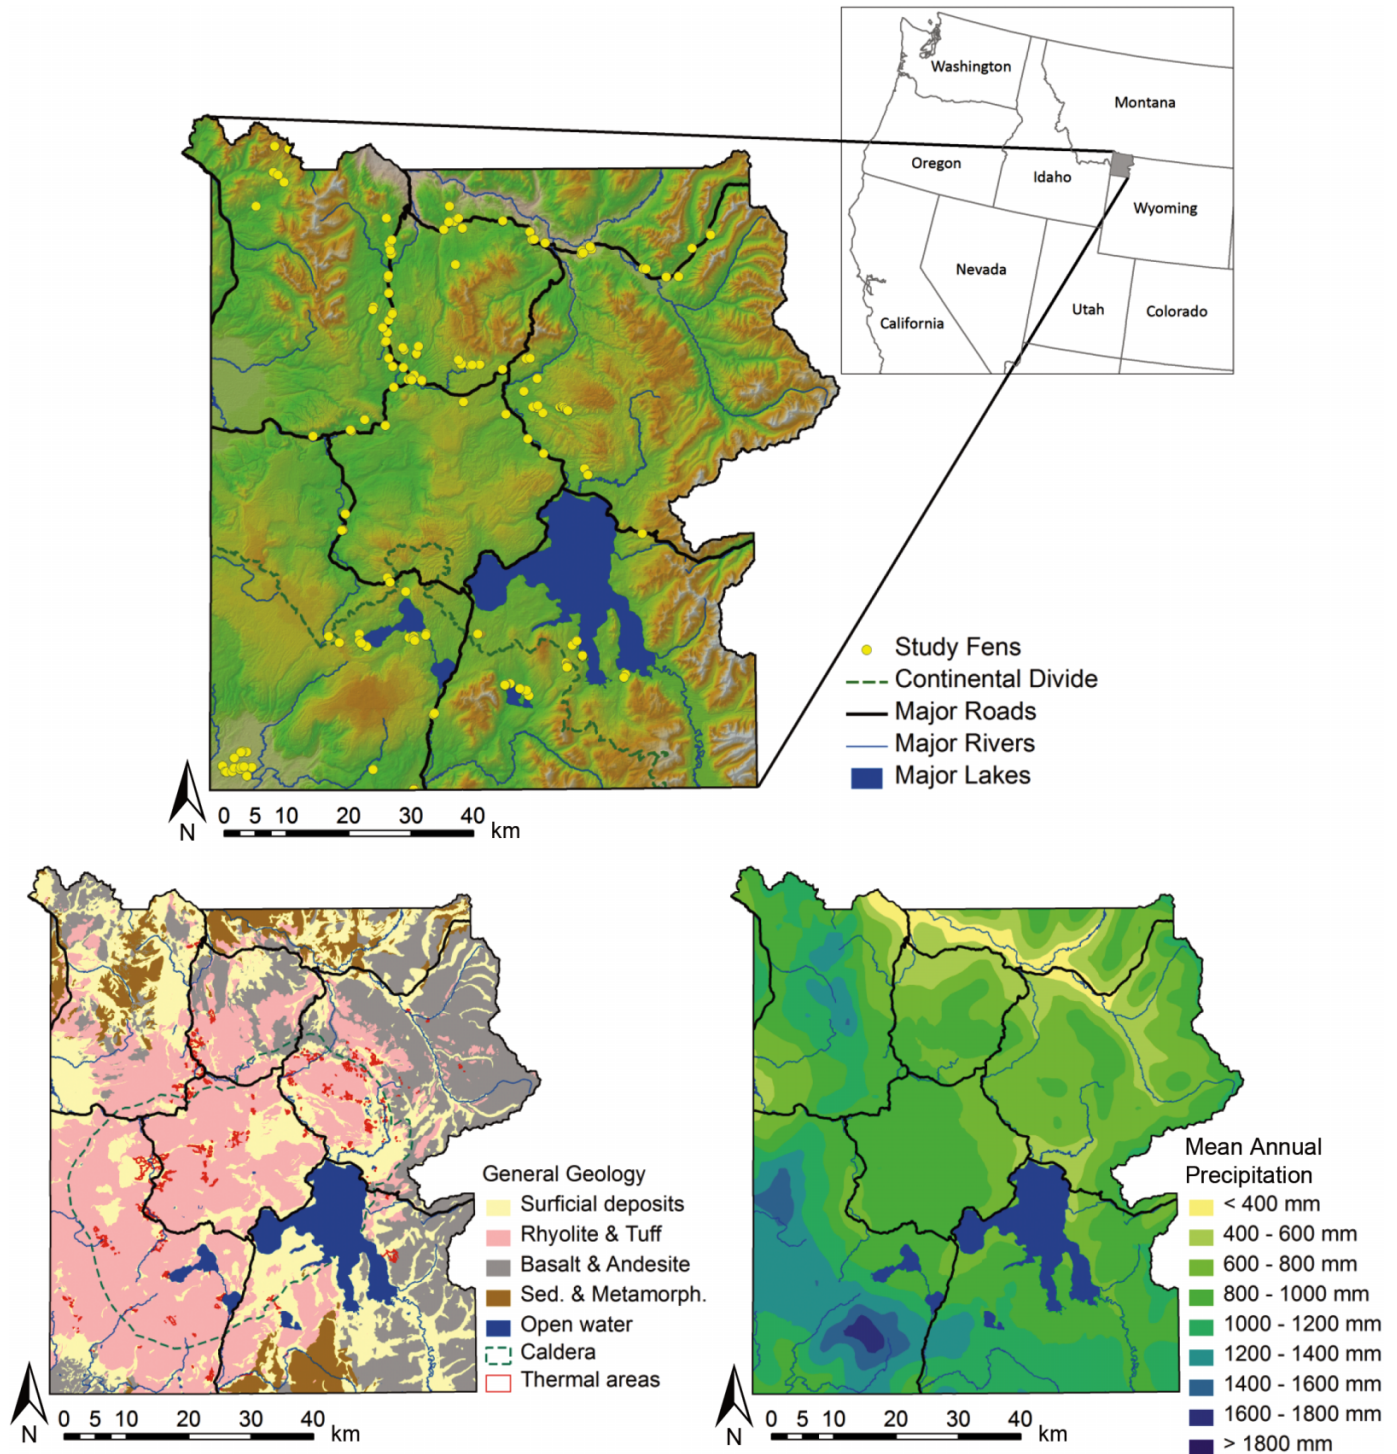 Washington
Montana
Oregon
Idaho
Wyoming
Nevada
Utah
Colorado
California
Study Fens
Continental Divide
Major Roads
Major Rivers
Major Lakes
N
0 5 10 20 30 40 km
General Geology
Surficial deposits
Rhyolite & Tuff
Basalt & Andesite
Sed. & Metamorph.
Open water
Caldera
Thermal areas
N
0 5 10 20 30 40 km
Mean Annual
Precipitation
< 400 mm
400 - 600 mm
600 - 800 mm
800 - 1000 mm
1000 - 1200 mm
1200 - 1400 mm
1400 - 1600 mm
1600 - 1800 mm
> 1800 mm
N
0 5 10 20 30 40 km